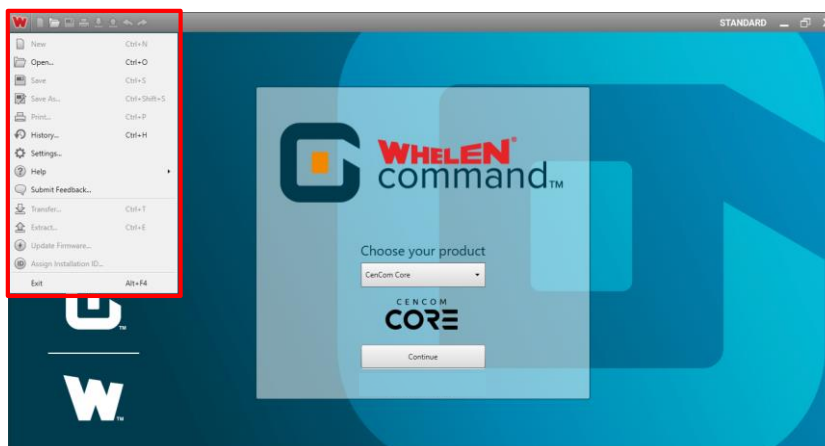 W
STANDARD
New Ctrl+N
Open... Ctrl+O
Save Ctrl+S
Save As... Ctrl+Shift+S
Print... Ctrl+P
History... Ctrl+H
Settings...
Help
Submit Feedback...
Transfer... Ctrl+T
Extract... Ctrl+E
Update Firmware...
Assign Installation ID...
Exit Alt+F4
WHELEN®
command™
Choose your product
CenCom Core
CENCOM
CORE
Continue
TM
W
TM